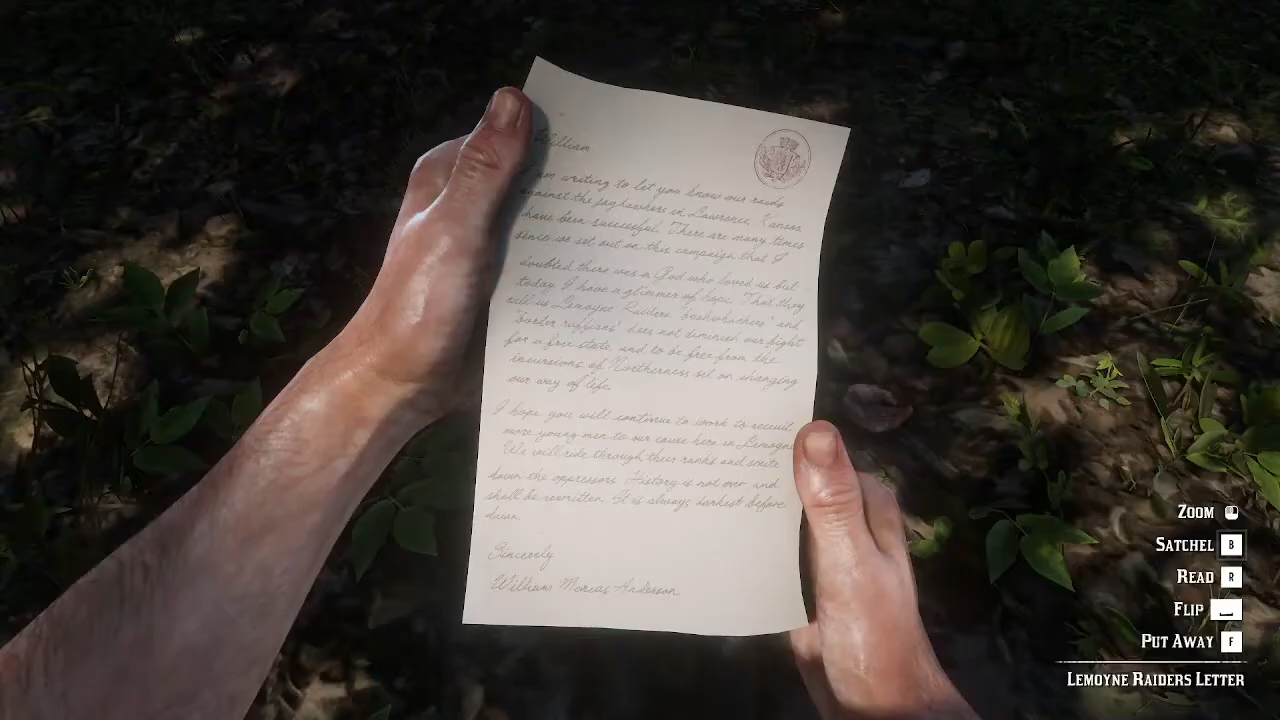 William
I am writing to let you know our raids
against the jayhawkers in Lawrence, Kansas
have been successful. There are many times
since we set out on this campaign that I
doubted there was a God who loved us but
today I have a glimmer of hope. That they
call us Lemoyne Raiders 'bushwhackers' and
'border ruffians' does not diminish our fight
for a free state and to be free from the
incursions of Northerness set on changing
our way of life.
I hope you will continue to work to recruit
more young men to our cause here in Lemoyne.
We will ride through their ranks and smite
down the oppressors. History is not over and
shall be rewritten. It is always darkest before
dawn.
Sincerely
William Marcus Anderson
ZOOM
SATCHEL B
READ R
FLIP
PUT AWAY F
LEMOYNE RAIDERS LETTER